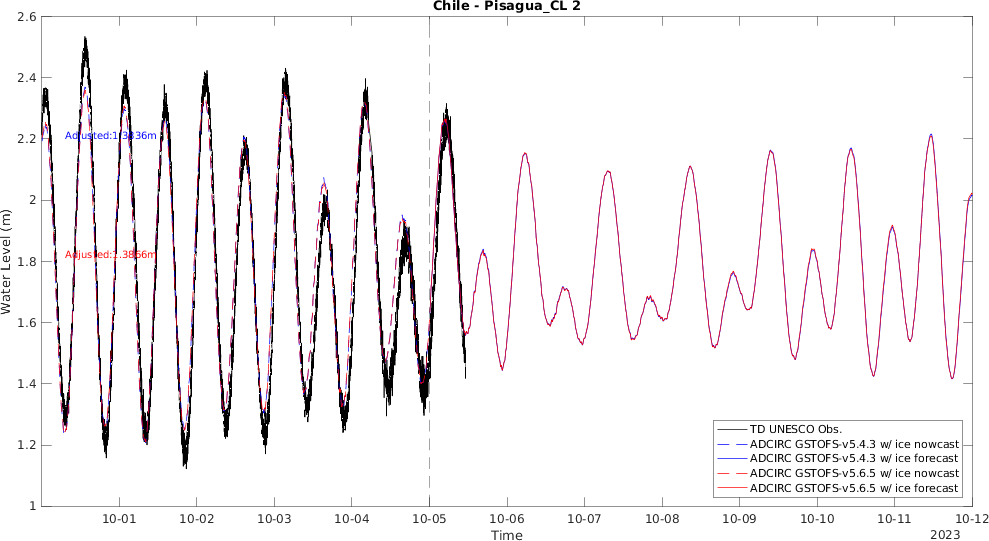 Chile - Pisagua_CL 2
Water Level (m)
2.6
2.4
2.2
2
1.8
1.6
1.4
1.2
1
Adjusted:1.3836m
Adjusted:1.3866m
TD UNESCO Obs.
ADCIRC GSTOFS-v5.4.3 w/ ice nowcast
ADCIRC GSTOFS-v5.4.3 w/ ice forecast
ADCIRC GSTOFS-v5.6.5 w/ ice nowcast
ADCIRC GSTOFS-v5.6.5 w/ ice forecast
10-01 10-02 10-03 10-04 10-05 10-06 10-07 10-08 10-09 10-10 10-11 10-12
Time
2023